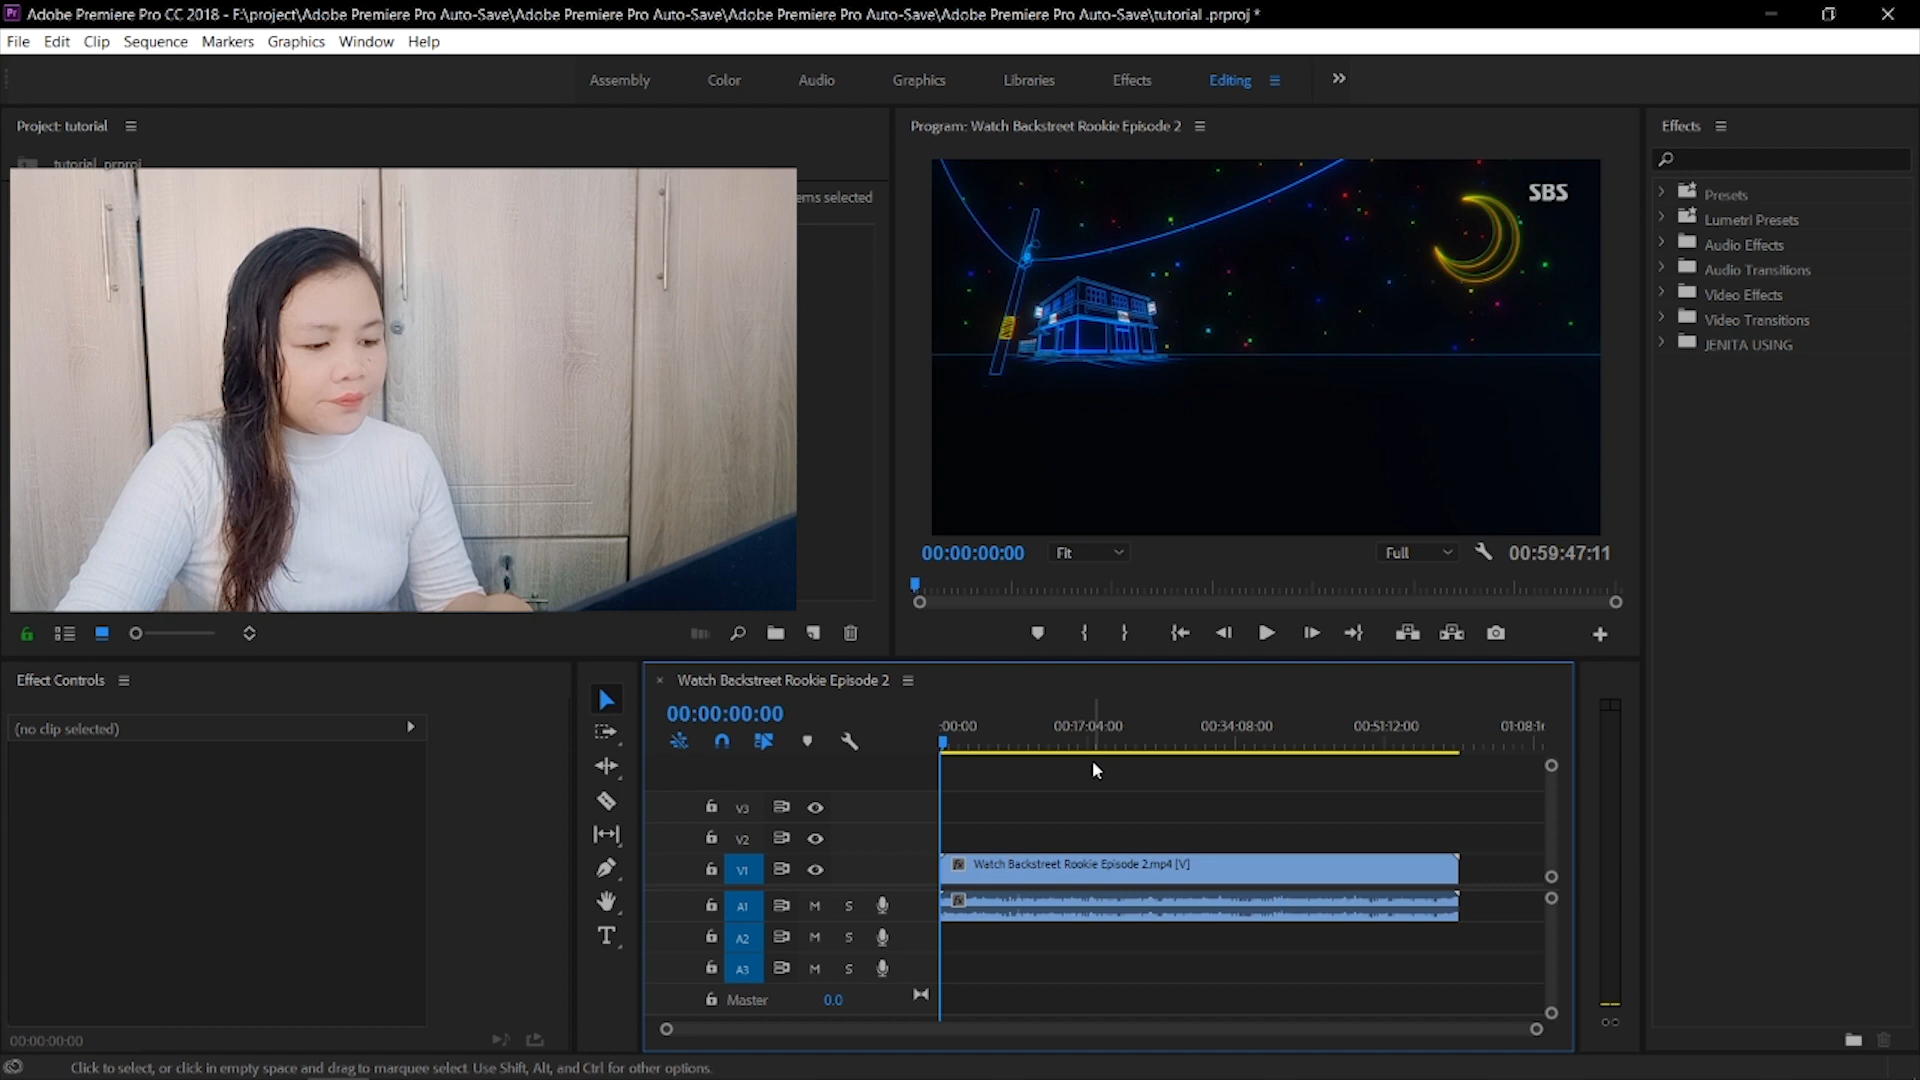 Adobe Premiere Pro CC 2018 - F:\project\Adobe Premiere Pro Auto-Save\Adobe Premiere Pro Auto-Save\Adobe Premiere Pro Auto-Save\Adobe Premiere Pro Auto-Save\tutorial .prproj *
File Edit Clip Sequence Markers Graphics Window Help
Assembly Color Audio Graphics Libraries Effects Editing
Project: tutorial
tutorial .prproj
ems selected
Program: Watch Backstreet Rookie Episode 2
SBS
00:00:00:00 Fit Full 00:59:47:11
Effects
Presets
Lumetri Presets
Audio Effects
Audio Transitions
Video Effects
Video Transitions
JENITA USING
Effect Controls
(no clip selected)
00:00:00:00
Watch Backstreet Rookie Episode 2
00:00:00:00
:00:00 00:17:04:00 00:34:08:00 00:51:12:00 01:08:16
V3
V2
V1 Watch Backstreet Rookie Episode 2.mp4 [V]
A1 M S
A2 M S
A3 M S
Master 0.0
Click to select, or click in empty space and drag to marquee select. Use Shift, Alt, and Ctrl for other options.